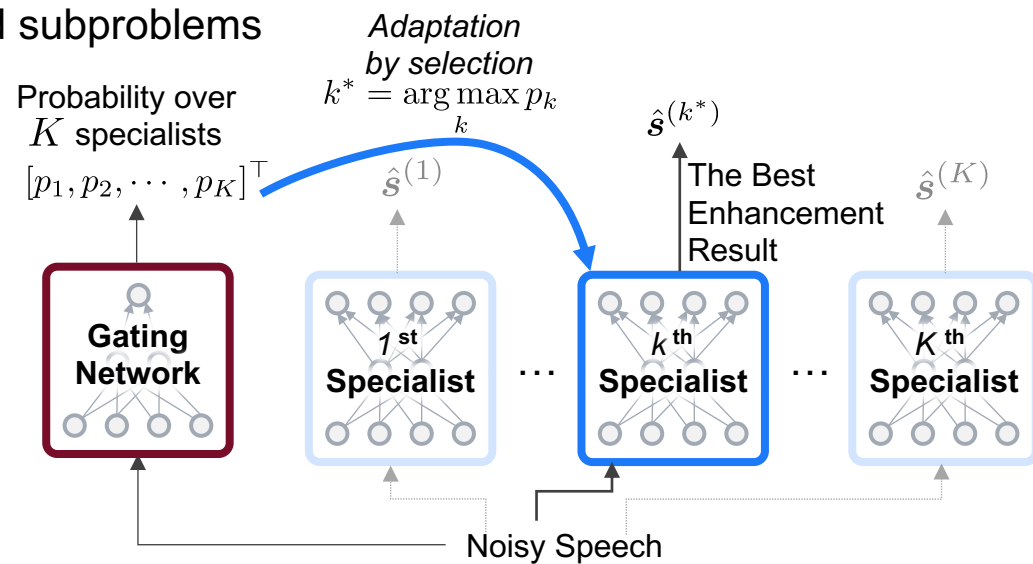 subproblems
Adaptation
by selection
k* = arg max p_k
k
Probability over
K specialists
[p_1, p_2, ⋯ , p_K]^⊤
ŝ^(1)
ŝ^(k*)
ŝ^(K)
The Best
Enhancement
Result
Gating
Network
1 st
Specialist
...
k th
Specialist
...
K th
Specialist
Noisy Speech